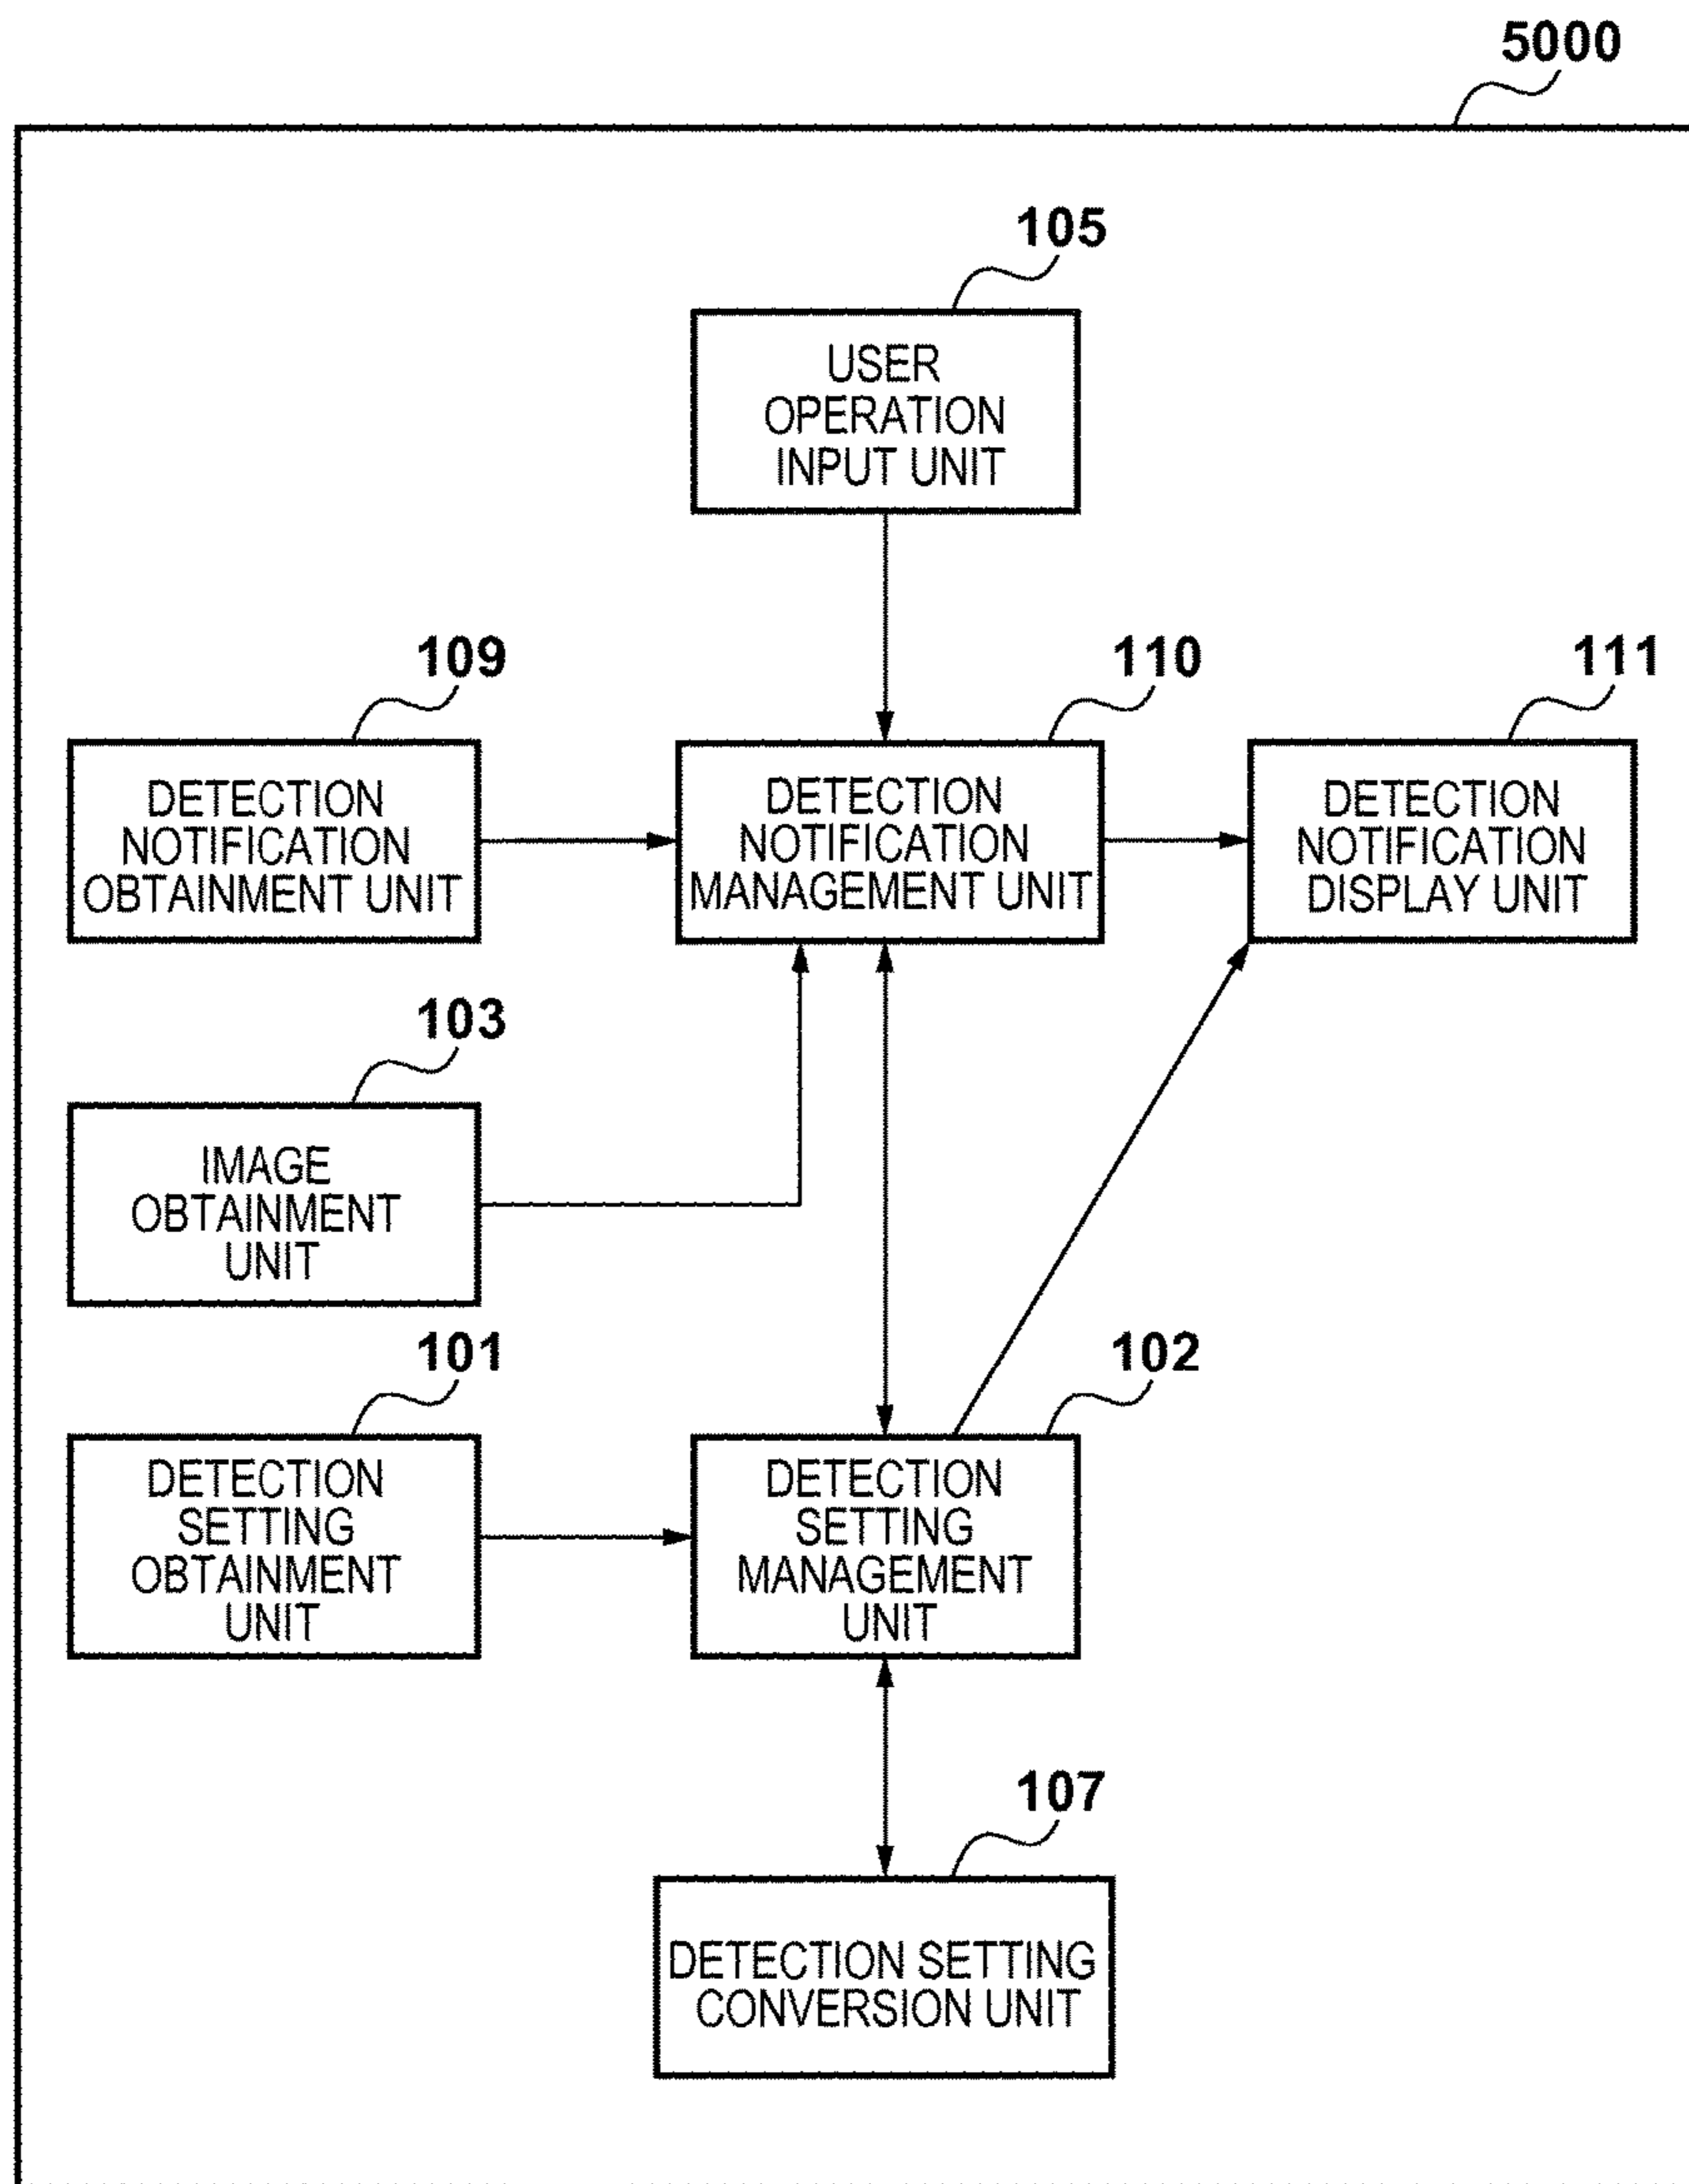 5000
105
USER
OPERATION
INPUT UNIT
109
DETECTION
NOTIFICATION
OBTAINMENT UNIT
110
DETECTION
NOTIFICATION
MANAGEMENT UNIT
111
DETECTION
NOTIFICATION
DISPLAY UNIT
103
IMAGE
OBTAINMENT
UNIT
101
DETECTION
SETTING
OBTAINMENT
UNIT
102
DETECTION
SETTING
MANAGEMENT
UNIT
107
DETECTION SETTING
CONVERSION UNIT